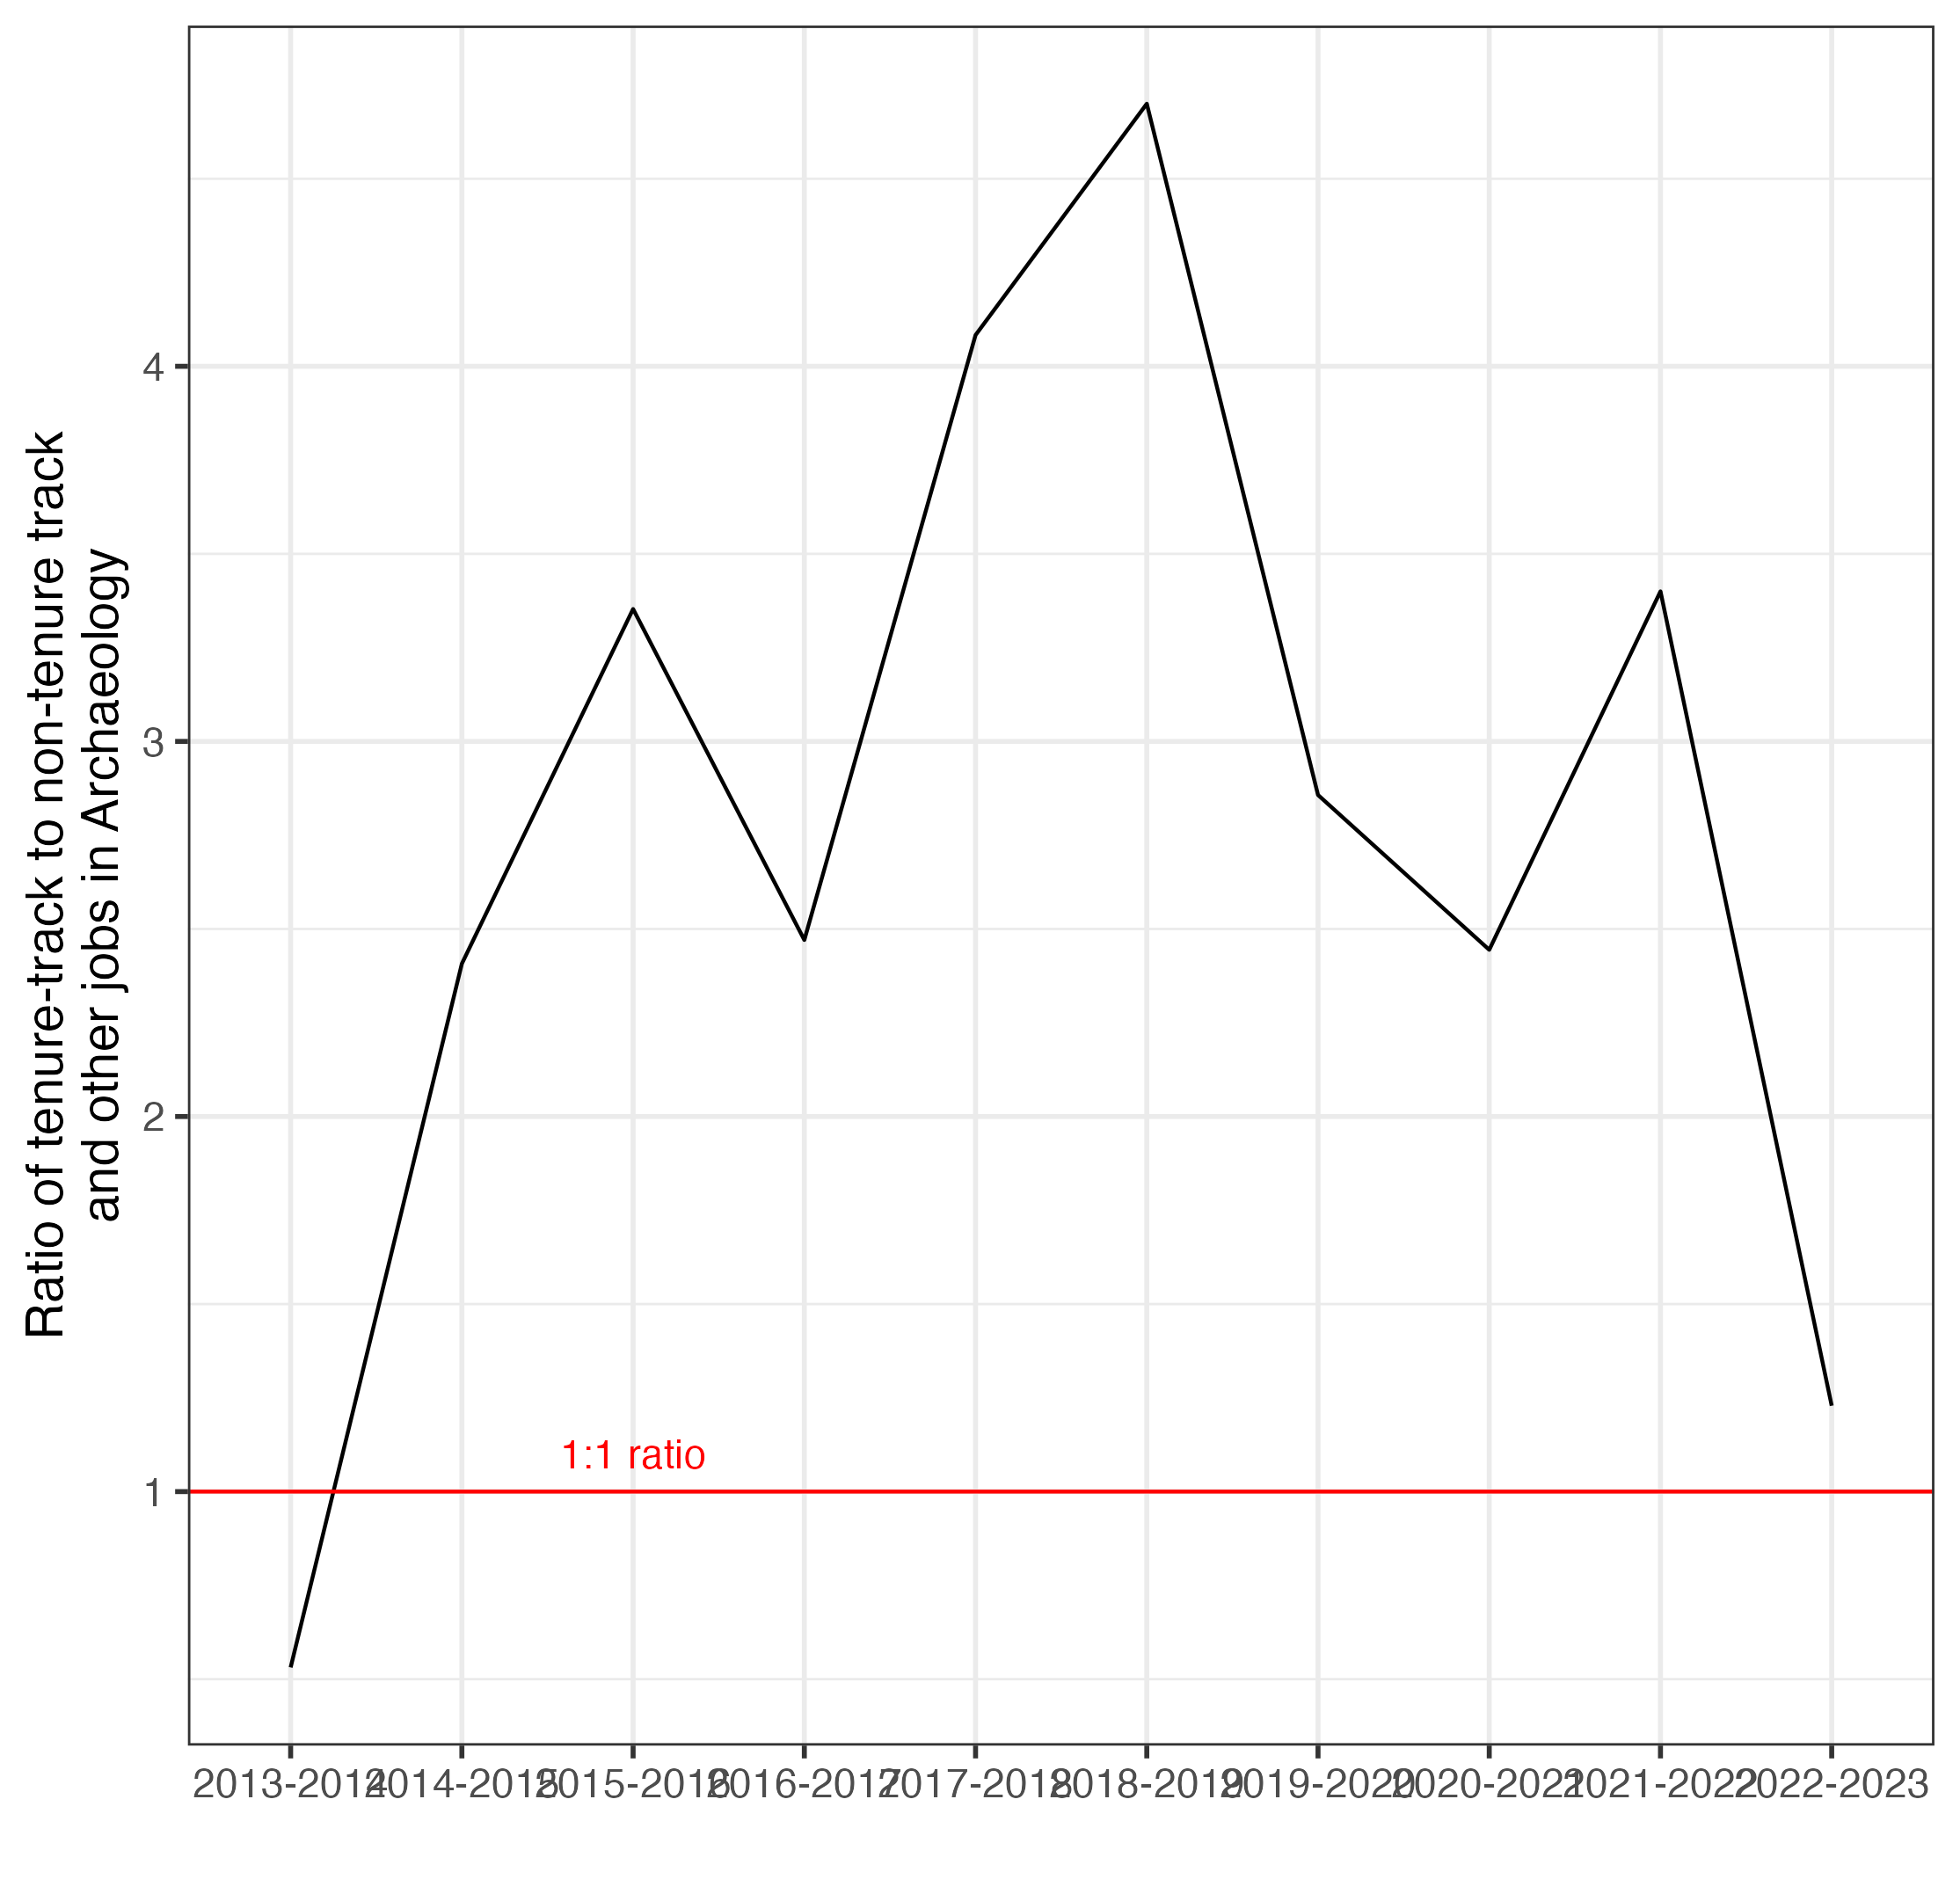 Ratio of tenure-track to non-tenure track
and other jobs in Archaeology
4
3
2
1
1:1 ratio
2013-2014 2014-2015 2015-2016 2016-2017 2017-2018 2018-2019 2019-2020 2020-2021 2021-2022 2022-2023